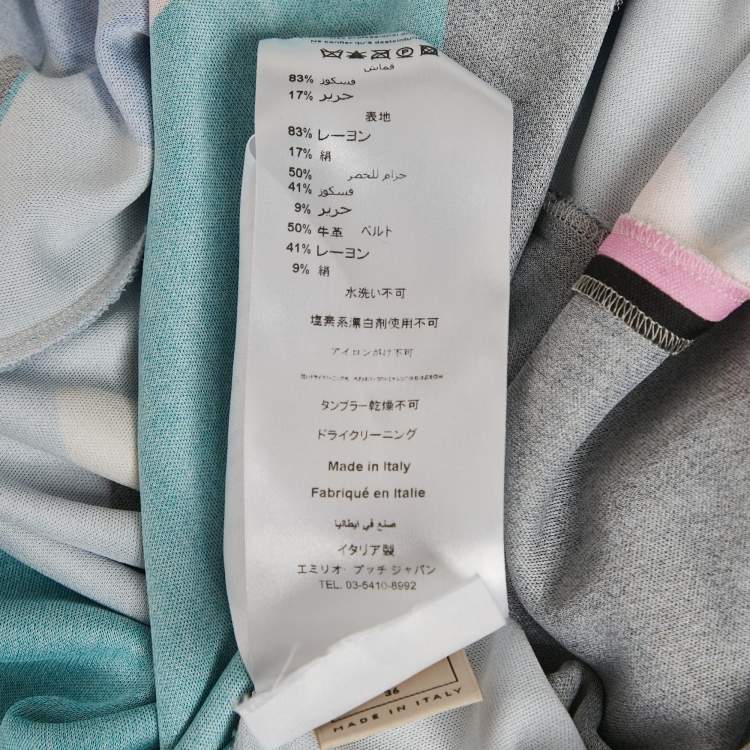 Ne confier qu'à
قماش
83% فسكوز
17% حرير
表地
83% レーヨン
17% 絹
50% حزام للخصر
41% فسكوز
9% حرير
50% 牛革 ベルト
41% レーヨン
9% 絹
水洗い不可
塩素系漂白剤使用不可
アイロンがけ不可
タンブラー乾燥不可
ドライクリーニング
Made in Italy
Fabriqué en Italie
صنع في ايطاليا
イタリア製
エミリオ・プッチ ジャパン
TEL. 03-5410-8992
36
MADE IN ITALY